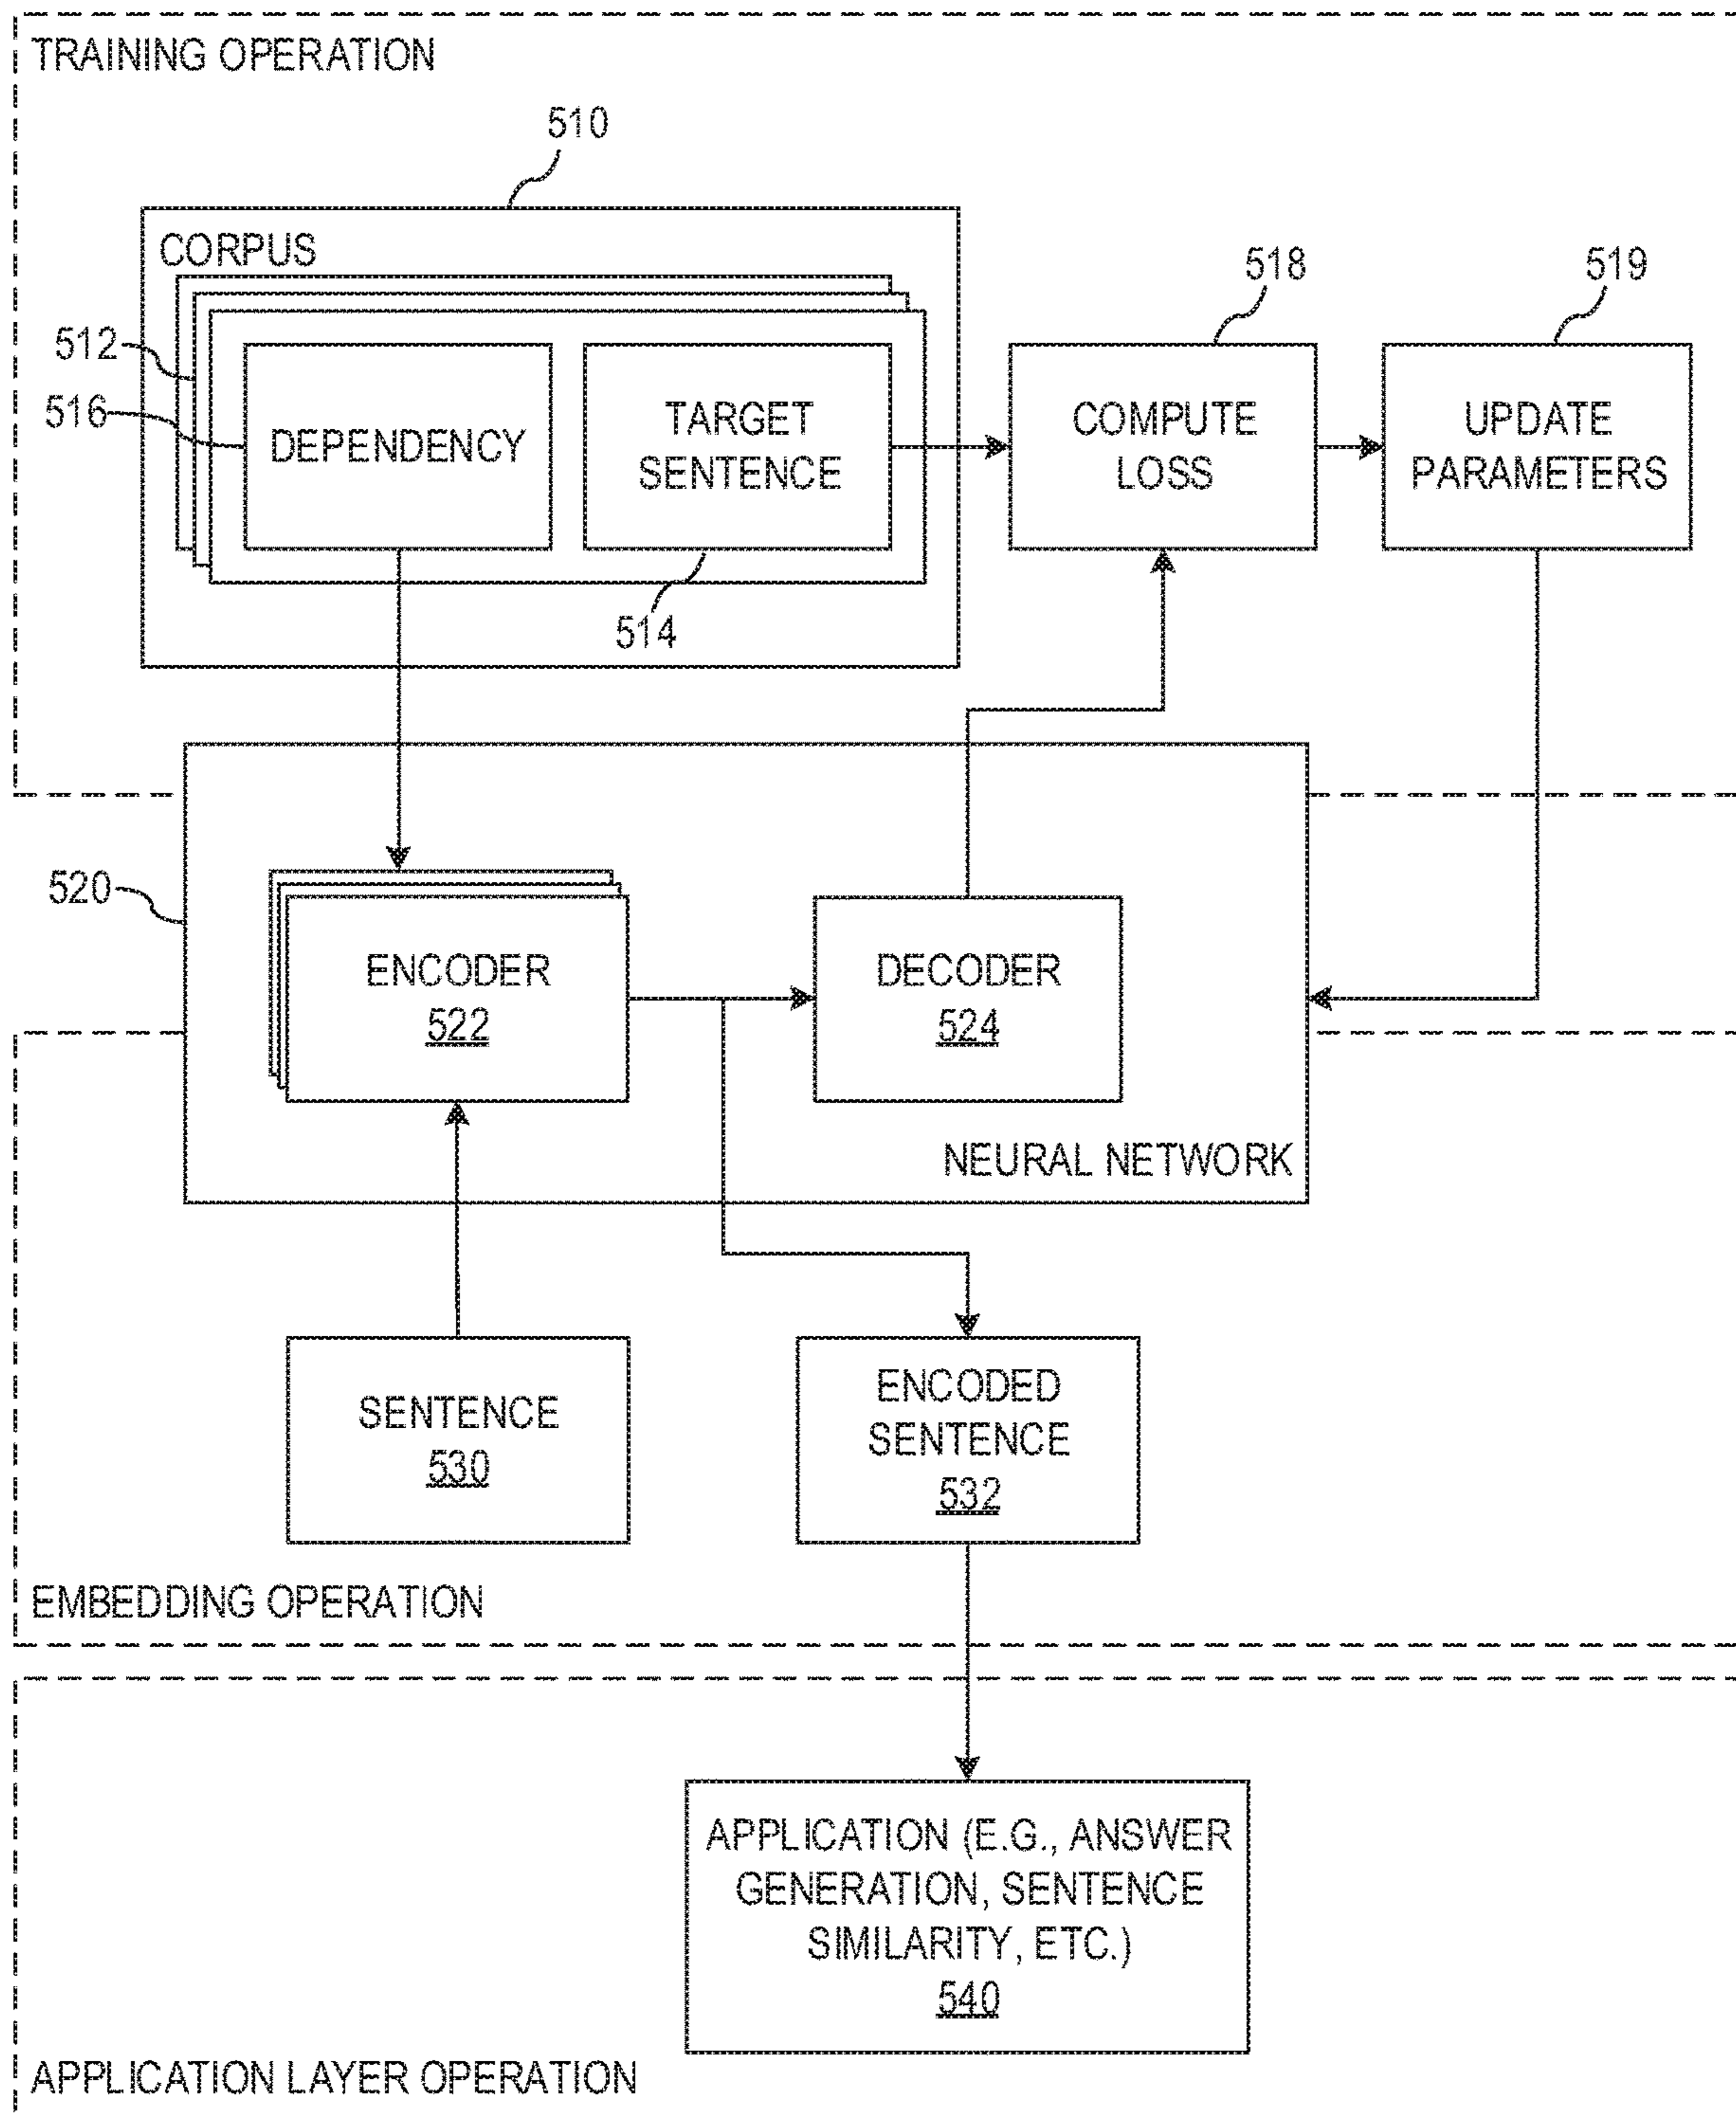 TRAINING OPERATION
510
CORPUS
518
519
512
516
DEPENDENCY
TARGET
SENTENCE
COMPUTE
LOSS
UPDATE
PARAMETERS
514
520
ENCODER
522
DECODER
524
NEURAL NETWORK
SENTENCE
530
ENCODED
SENTENCE
532
EMBEDDING OPERATION
APPLICATION (E.G., ANSWER
GENERATION, SENTENCE
SIMILARITY, ETC.)
540
APPLICATION LAYER OPERATION